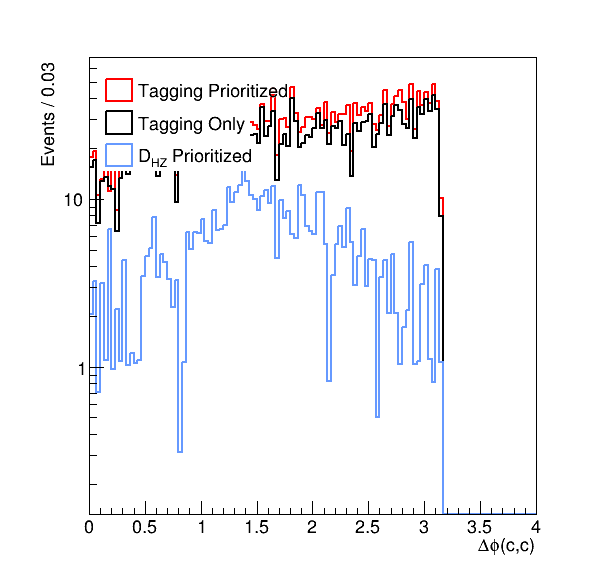 Events / 0.03
Tagging Prioritized
Tagging Only
D_HZ Prioritized
10
1
0 0.5 1 1.5 2 2.5 3 3.5 4
Δϕ(c,c)